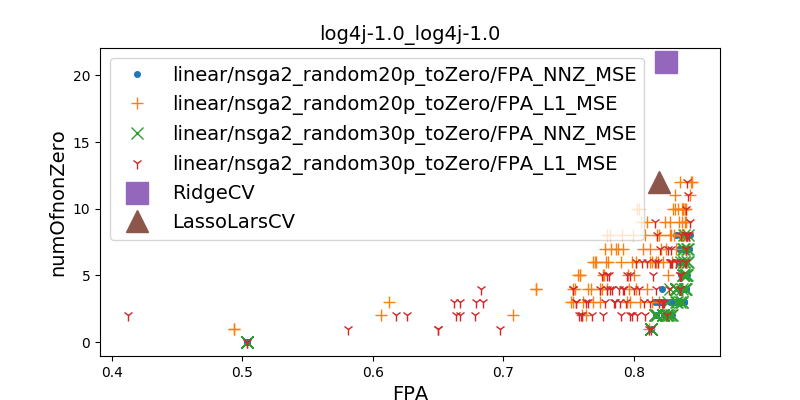 log4j-1.0_log4j-1.0
linear/nsga2_random20p_toZero/FPA_NNZ_MSE
linear/nsga2_random20p_toZero/FPA_L1_MSE
linear/nsga2_random30p_toZero/FPA_NNZ_MSE
linear/nsga2_random30p_toZero/FPA_L1_MSE
RidgeCV
LassoLarsCV
numOfnonZero
20
15
10
5
0
0.4 0.5 0.6 0.7 0.8
FPA